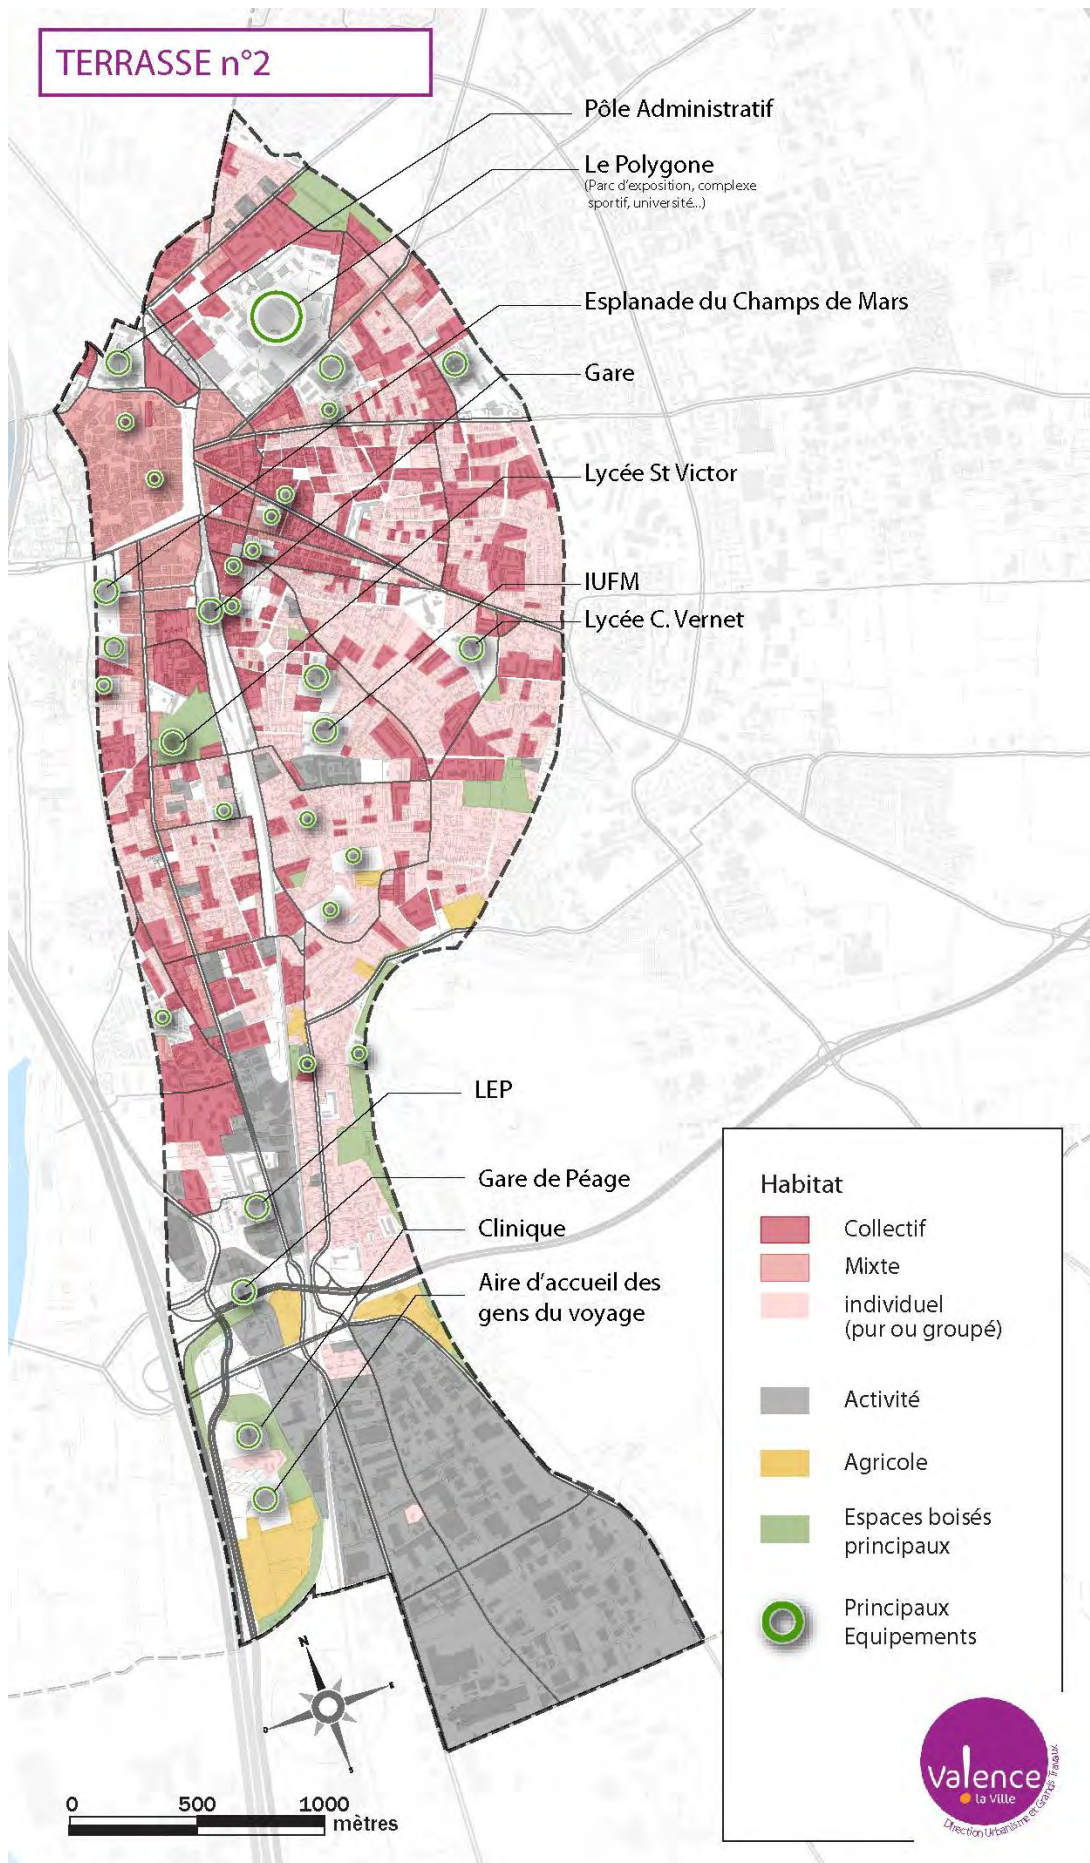 TERRASSE n°2
Pôle Administratif
Le Polygone
(Parc d'exposition, complexe
sportif, université...)
Esplanade du Champs de Mars
Gare
Lycée St Victor
IUFM
Lycée C. Vernet
LEP
Gare de Péage
Clinique
Aire d'accueil des
gens du voyage
Habitat
Collectif
Mixte
individuel
(pur ou groupé)
Activité
Agricole
Espaces boisés
principaux
Principaux
Equipements
N
E
O
S
0 500 1000
mètres
Valence
la Ville
Direction Urbanisme et Grands Travaux